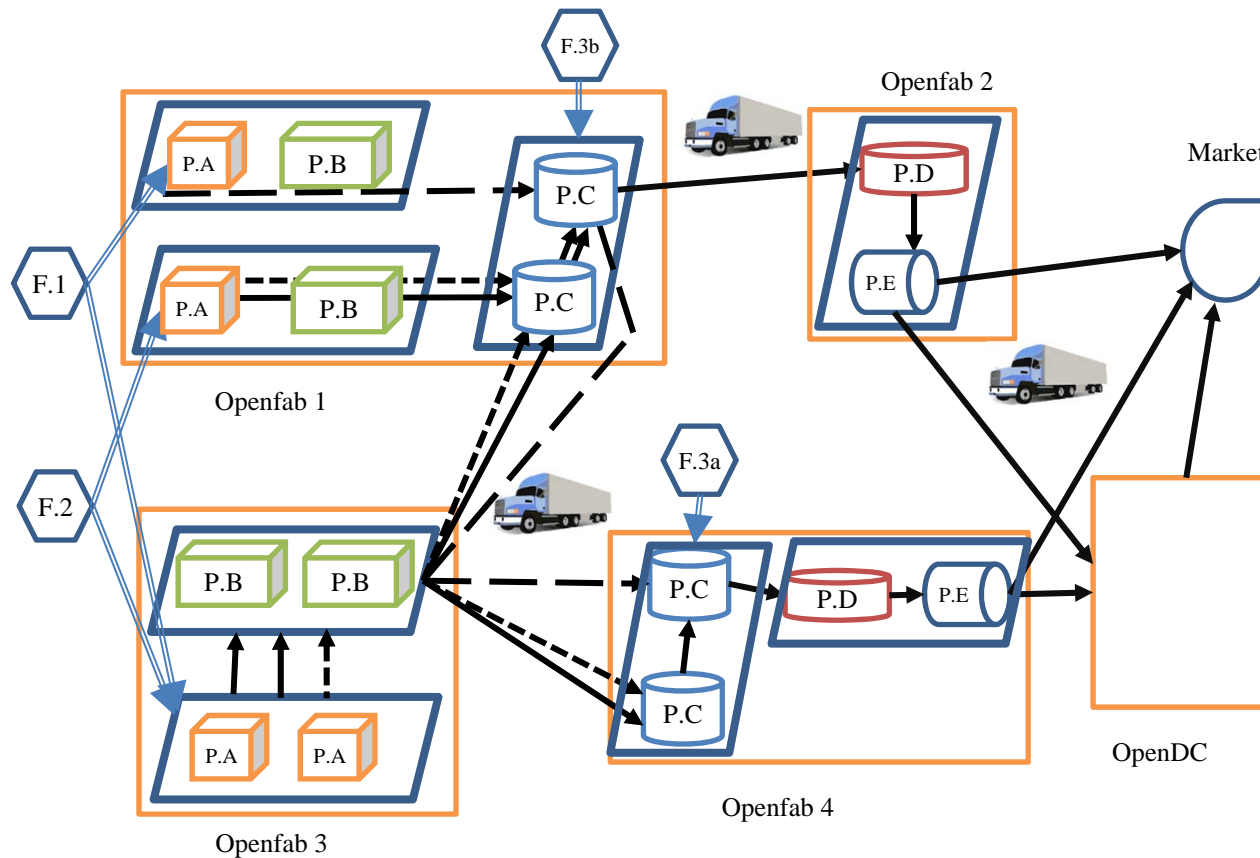 F.3b
Openfab 2
P.A
P.B
P.C
P.D
Market
F.1
P.A
P.B
P.C
P.E
Openfab 1
F.2
F.3a
P.B
P.B
P.C
P.D
P.E
P.A
P.A
P.C
OpenDC
Openfab 4
Openfab 3